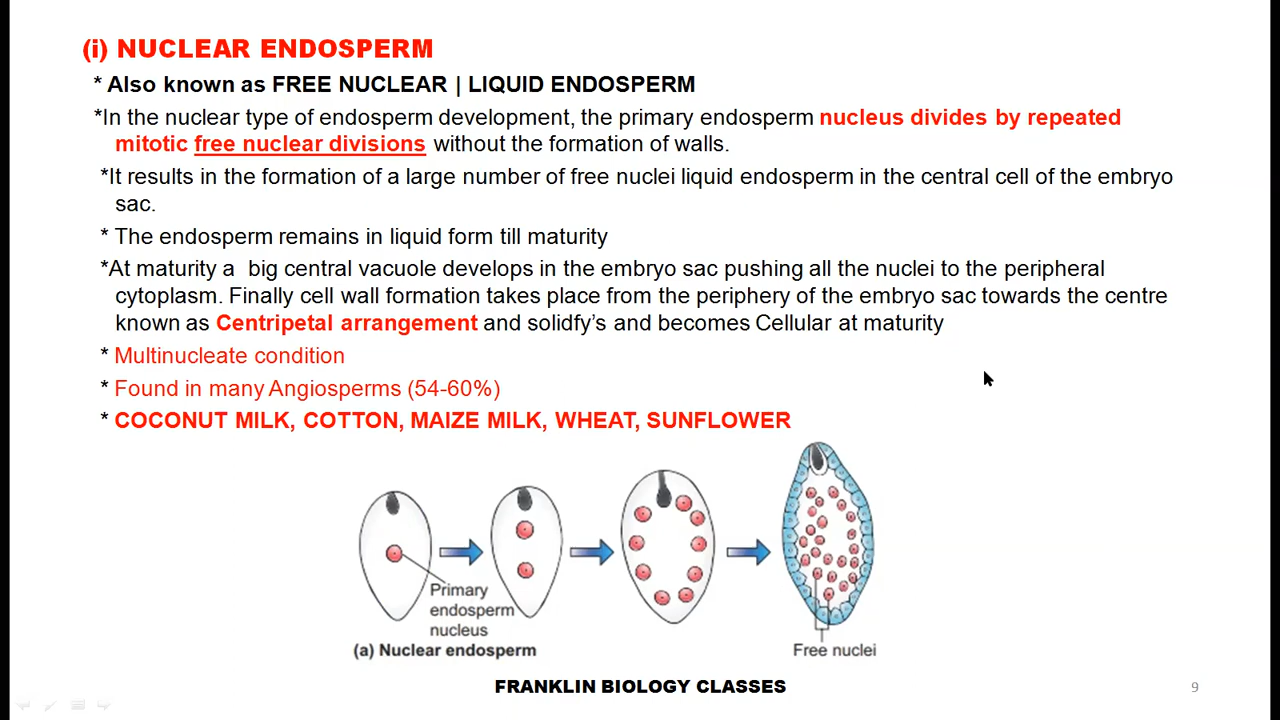 (i) NUCLEAR ENDOSPERM
* Also known as FREE NUCLEAR | LIQUID ENDOSPERM
*In the nuclear type of endosperm development, the primary endosperm nucleus divides by repeated
mitotic free nuclear divisions without the formation of walls.
*It results in the formation of a large number of free nuclei liquid endosperm in the central cell of the embryo
sac.
* The endosperm remains in liquid form till maturity
*At maturity a big central vacuole develops in the embryo sac pushing all the nuclei to the peripheral
cytoplasm. Finally cell wall formation takes place from the periphery of the embryo sac towards the centre
known as Centripetal arrangement and solidfy's and becomes Cellular at maturity
* Multinucleate condition
* Found in many Angiosperms (54-60%)
* COCONUT MILK, COTTON, MAIZE MILK, WHEAT, SUNFLOWER
Primary
endosperm
nucleus
(a) Nuclear endosperm
Free nuclei
FRANKLIN BIOLOGY CLASSES
9